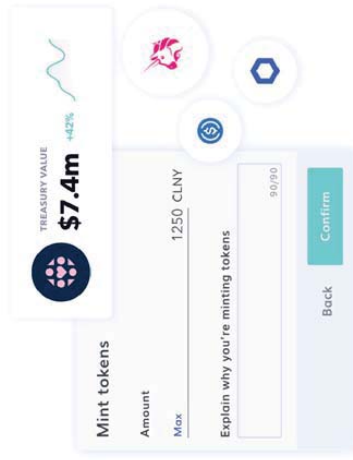 TREASURY VALUE
$7.4m +42%
Mint tokens
Amount
Max 1250 CLNY
Explain why you're minting tokens
90/90
Back Confirm